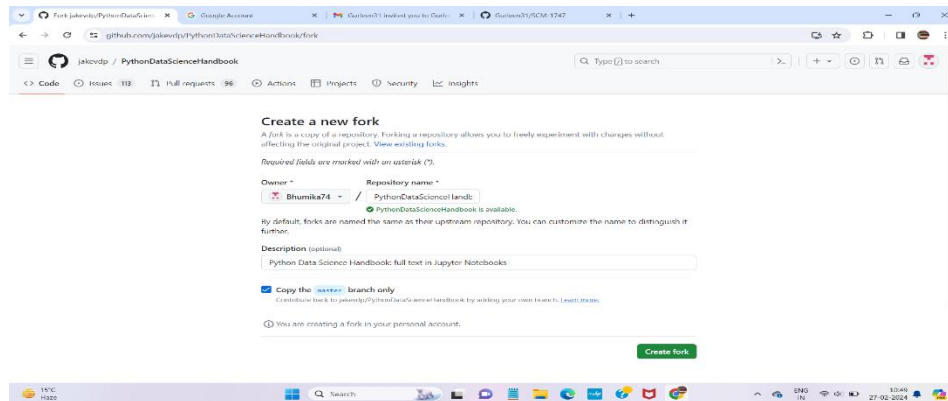 Fork jakevdp/PythonDataScien
Google Account
Gurleen31 invited you to Gurlee
Gurleen31/SCM-1747
github.com/jakevdp/PythonDataScienceHandbook/fork
jakevdp / PythonDataScienceHandbook
Type / to search
Code
Issues 113
Pull requests 96
Actions
Projects
Security
Insights
Create a new fork
A fork is a copy of a repository. Forking a repository allows you to freely experiment with changes without
affecting the original project. View existing forks.
Required fields are marked with an asterisk (*).
Owner * Repository name *
Bhumika74 / PythonDataScienceHandb
PythonDataScienceHandbook is available.
By default, forks are named the same as their upstream repository. You can customize the name to distinguish it
further.
Description (optional)
Python Data Science Handbook: full text in Jupyter Notebooks
Copy the master branch only
Contribute back to jakevdp/PythonDataScienceHandbook by adding your own branch. Learn more.
You are creating a fork in your personal account.
Create fork
15°C
Haze
Search
ENG
IN
10:49
27-02-2024